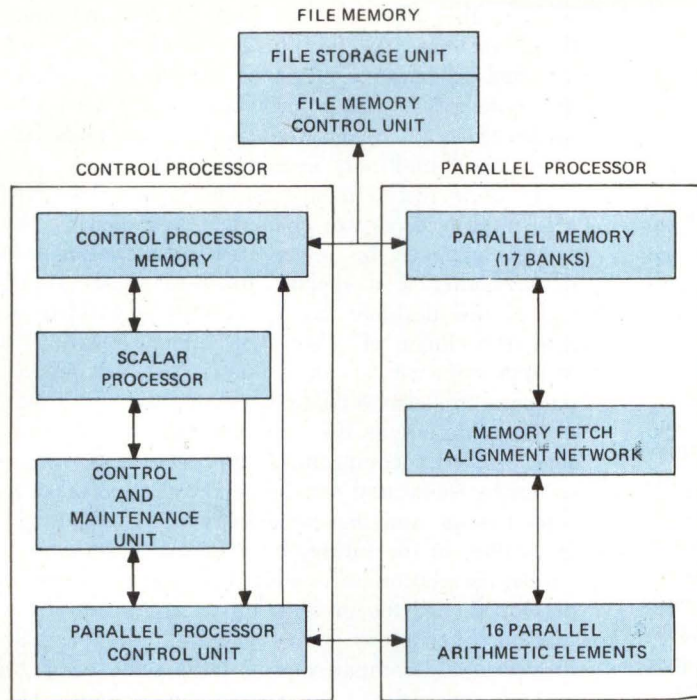 FILE MEMORY
FILE STORAGE UNIT
FILE MEMORY
CONTROL UNIT
CONTROL PROCESSOR
PARALLEL PROCESSOR
CONTROL PROCESSOR
MEMORY
PARALLEL MEMORY
(17 BANKS)
SCALAR
PROCESSOR
MEMORY FETCH
ALIGNMENT NETWORK
CONTROL
AND
MAINTENANCE
UNIT
PARALLEL PROCESSOR
CONTROL UNIT
16 PARALLEL
ARITHMETIC ELEMENTS